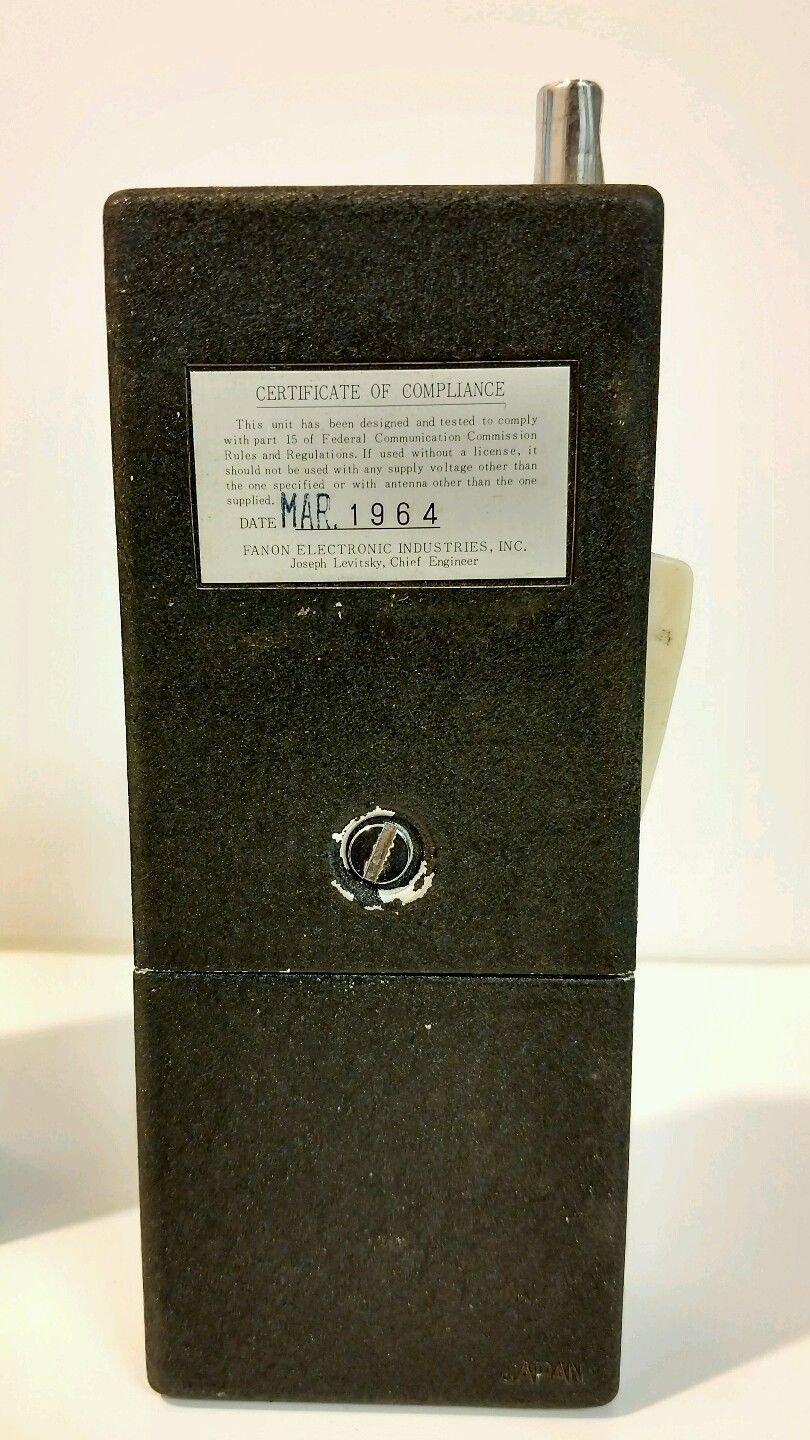 CERTIFICATE OF COMPLIANCE
This unit has been designed and tested to comply
with part 15 of Federal Communication Commission
Rules and Regulations. If used without a license, it
should not be used with any supply voltage other than
the one specified or with antenna other than the one
supplied.
DATE MAR. 1964
FANON ELECTRONIC INDUSTRIES, INC.
Joseph Levitsky, Chief Engineer
JAPAN